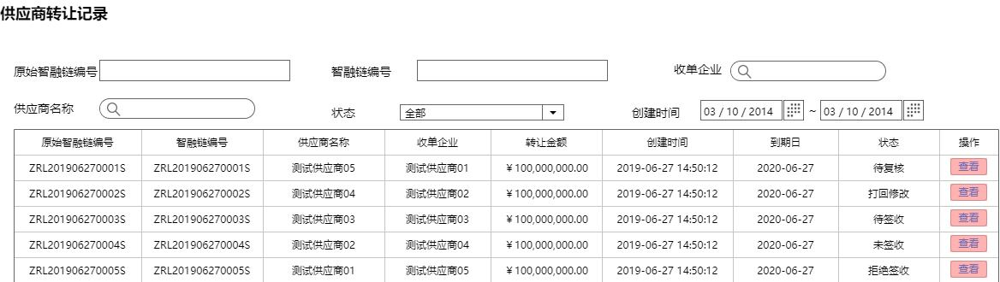 供应商转让记录
原始智融链编号 智融链编号 收单企业
供应商名称 状态 全部 创建时间 03 / 10 / 2014 ~ 03 / 10 / 2014
原始智融链编号 智融链编号 供应商名称 收单企业 转让金额 创建时间 到期日 状态 操作
ZRL201906270001S ZRL201906270001S 测试供应商05 测试供应商01 ￥100,000,000.00 2019-06-27 14:50:12 2020-06-27 待复核 查看
ZRL201906270002S ZRL201906270002S 测试供应商04 测试供应商02 ￥100,000,000.00 2019-06-27 14:50:12 2020-06-27 打回修改 查看
ZRL201906270003S ZRL201906270003S 测试供应商03 测试供应商03 ￥100,000,000.00 2019-06-27 14:50:12 2020-06-27 待签收 查看
ZRL201906270004S ZRL201906270004S 测试供应商02 测试供应商04 ￥100,000,000.00 2019-06-27 14:50:12 2020-06-27 未签收 查看
ZRL201906270005S ZRL201906270005S 测试供应商01 测试供应商05 ￥100,000,000.00 2019-06-27 14:50:12 2020-06-27 拒绝签收 查看